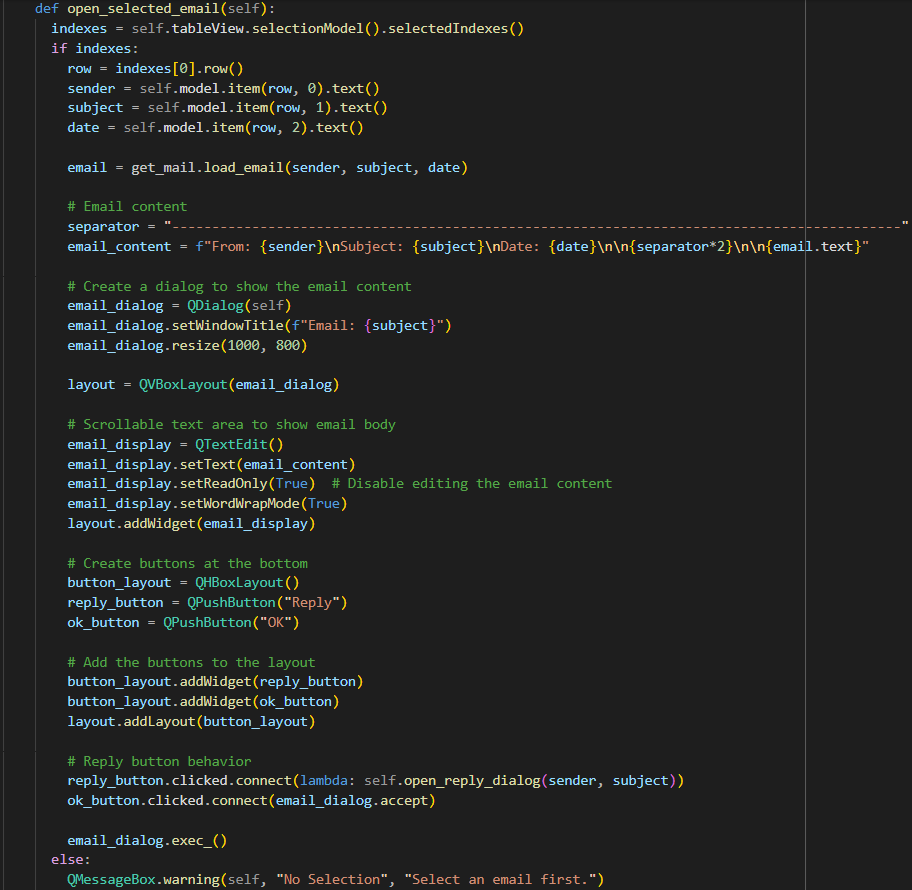 def open_selected_email(self):
  indexes = self.tableView.selectionModel().selectedIndexes()
  if indexes:
    row = indexes[0].row()
    sender = self.model.item(row, 0).text()
    subject = self.model.item(row, 1).text()
    date = self.model.item(row, 2).text()

    email = get_mail.load_email(sender, subject, date)

    # Email content
    separator = "-------------------------------------------------------------------------------------------"
    email_content = f"From: {sender}\nSubject: {subject}\nDate: {date}\n\n{separator*2}\n\n{email.text}"

    # Create a dialog to show the email content
    email_dialog = QDialog(self)
    email_dialog.setWindowTitle(f"Email: {subject}")
    email_dialog.resize(1000, 800)

    layout = QVBoxLayout(email_dialog)

    # Scrollable text area to show email body
    email_display = QTextEdit()
    email_display.setText(email_content)
    email_display.setReadOnly(True)  # Disable editing the email content
    email_display.setWordWrapMode(True)
    layout.addWidget(email_display)

    # Create buttons at the bottom
    button_layout = QHBoxLayout()
    reply_button = QPushButton("Reply")
    ok_button = QPushButton("OK")

    # Add the buttons to the layout
    button_layout.addWidget(reply_button)
    button_layout.addWidget(ok_button)
    layout.addLayout(button_layout)

    # Reply button behavior
    reply_button.clicked.connect(lambda: self.open_reply_dialog(sender, subject))
    ok_button.clicked.connect(email_dialog.accept)

    email_dialog.exec_()
  else:
    QMessageBox.warning(self, "No Selection", "Select an email first.")